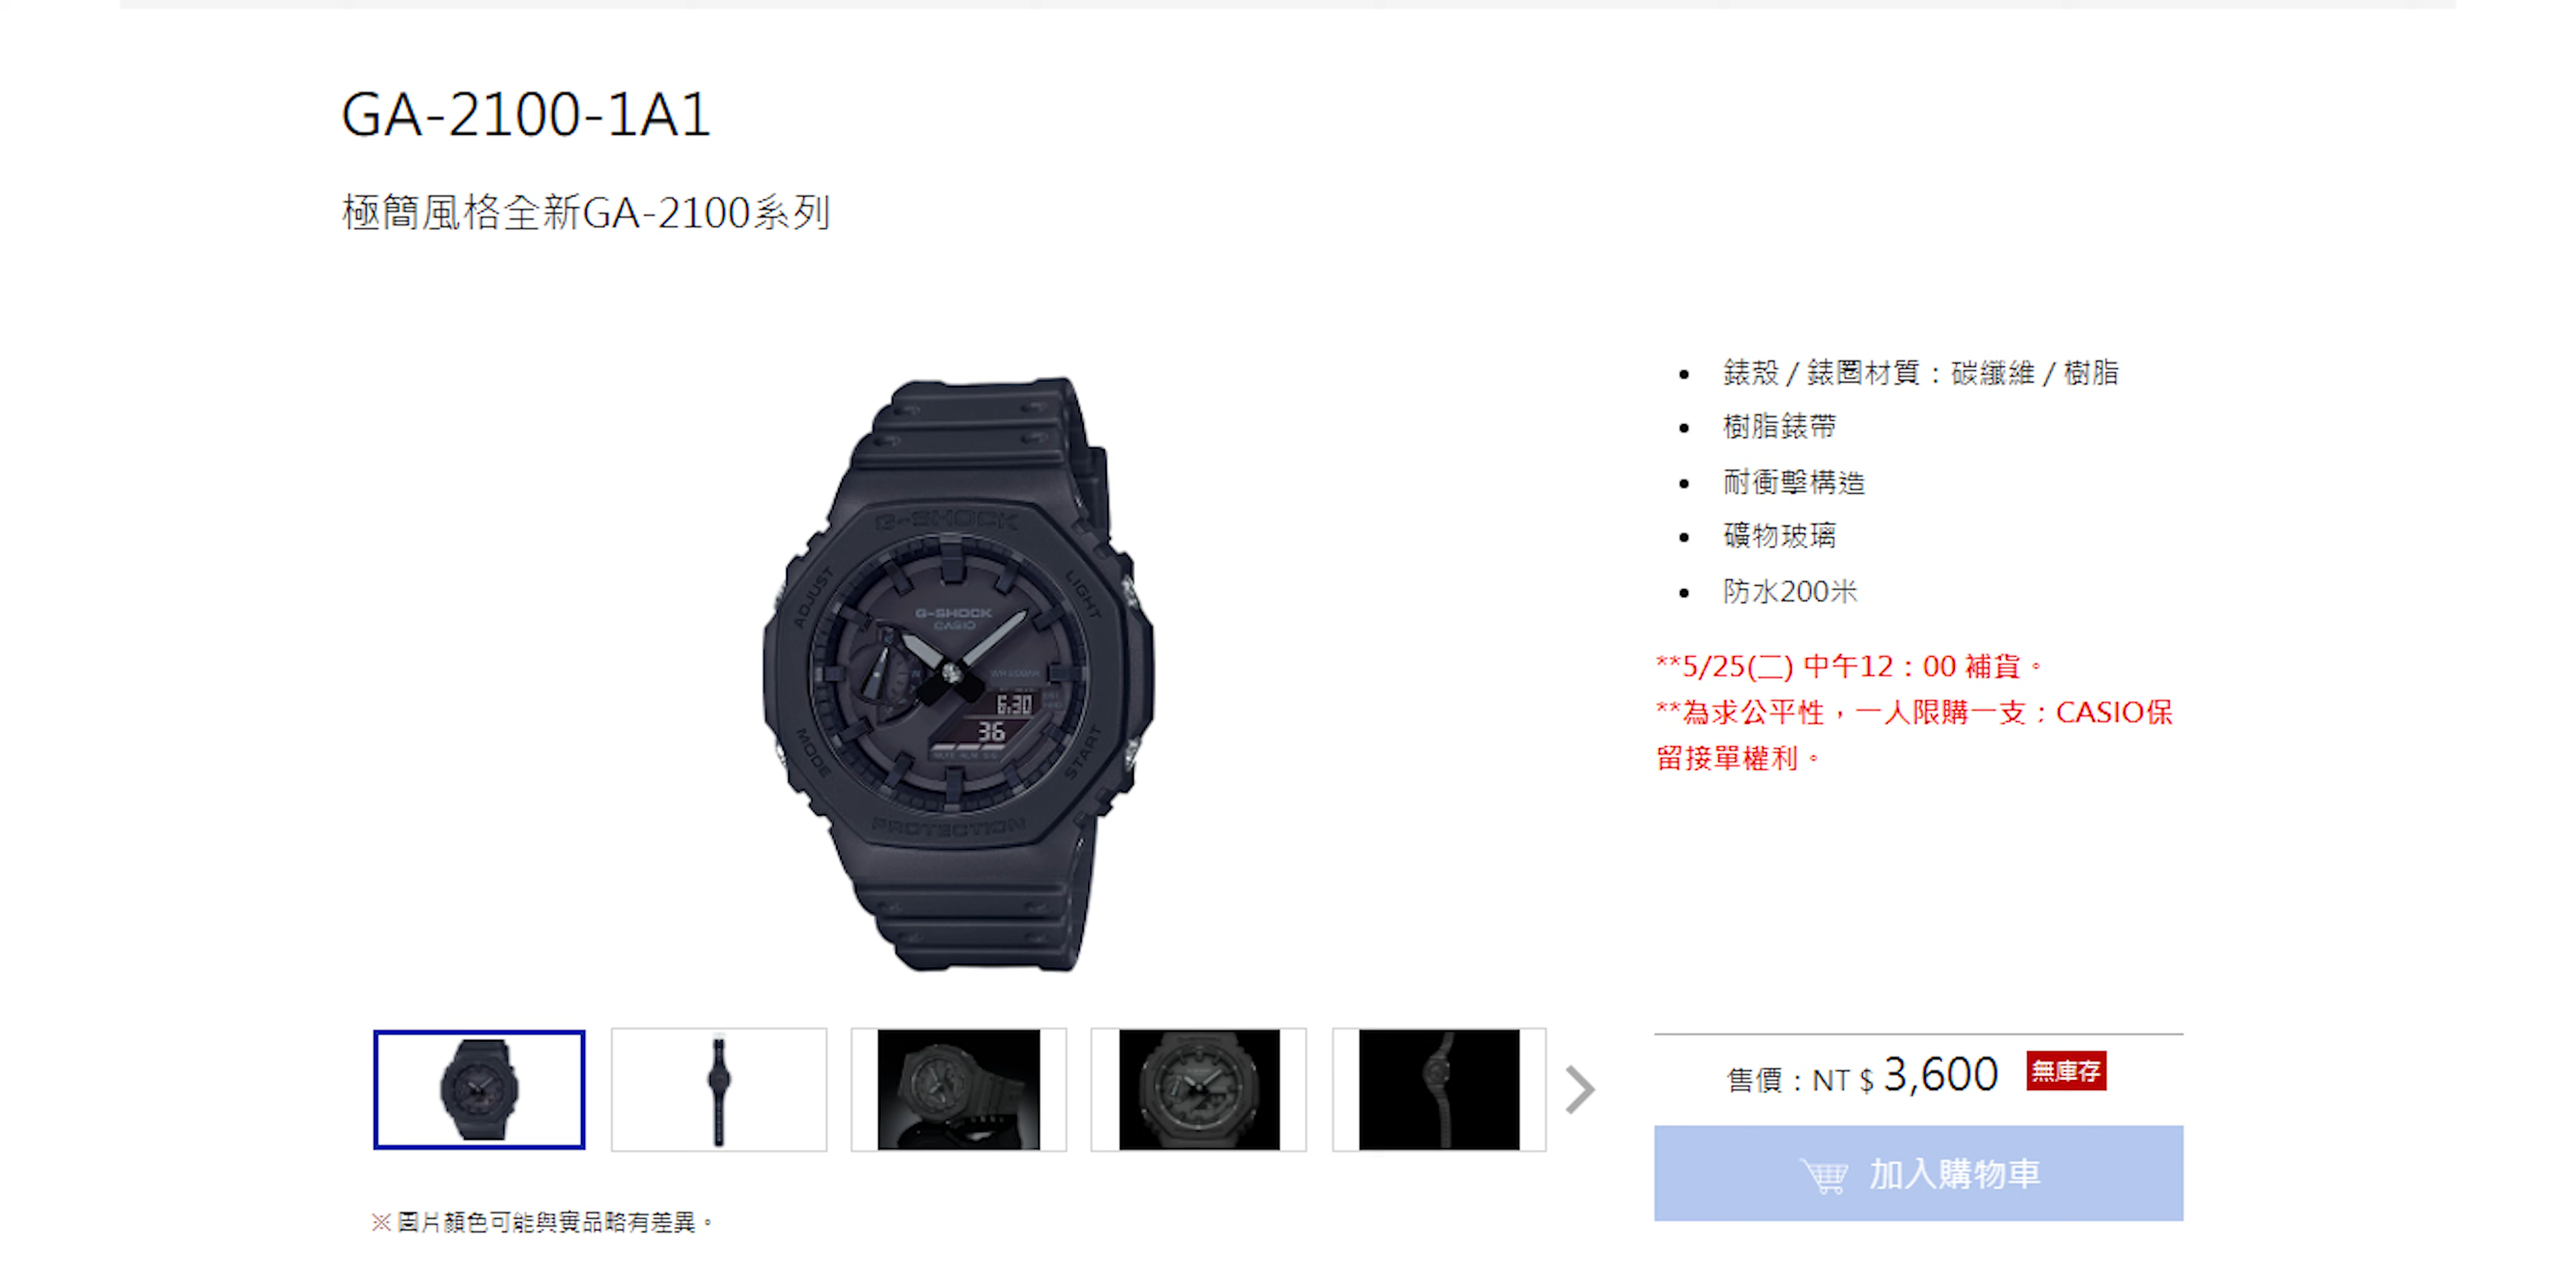 GA-2100-1A1
極簡風格全新GA-2100系列
G-SHOCK
ADJUST
LIGHT
G-SHOCK
CASIO
6:30
36
MODE
START
PROTECTION
錶殼 / 錶圈材質：碳纖維 / 樹脂
樹脂錶帶
耐衝擊構造
礦物玻璃
防水200米
**5/25(二) 中午12：00 補貨。
**為求公平性，一人限購一支；CASIO保
留接單權利。
售價：NT $ 3,600 無庫存
加入購物車
※ 圖片顏色可能與實品略有差異。